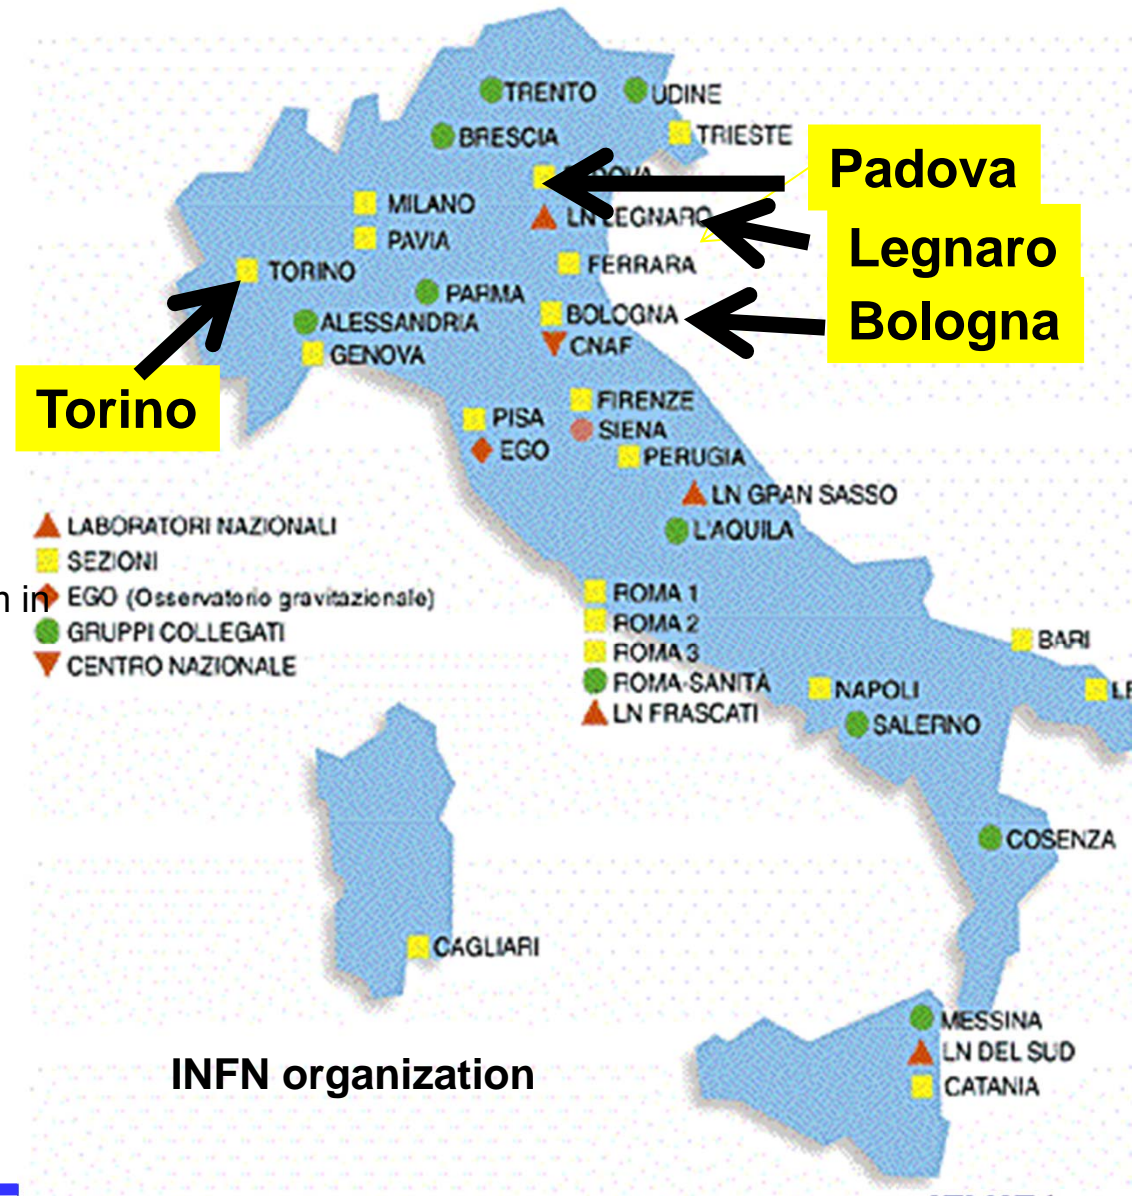 TRENTO
UDINE
BRESCIA
TRIESTE
Padova
MILANO
LN LEGNARO
PAVIA
Legnaro
FERRARA
TORINO
PARMA
BOLOGNA
Bologna
ALESSANDRIA
CNAF
GENOVA
Torino
FIRENZE
PISA
SIENA
EGO
PERUGIA
LN GRAN SASSO
L'AQUILA
LABORATORI NAZIONALI
SEZIONI
in
EGO (Osservatorio gravitazionale)
GRUPPI COLLEGATI
CENTRO NAZIONALE
ROMA 1
ROMA 2
ROMA 3
ROMA-SANITÀ
LN FRASCATI
BARI
NAPOLI
SALERNO
COSENZA
CAGLIARI
MESSINA
LN DEL SUD
CATANIA
INFN organization